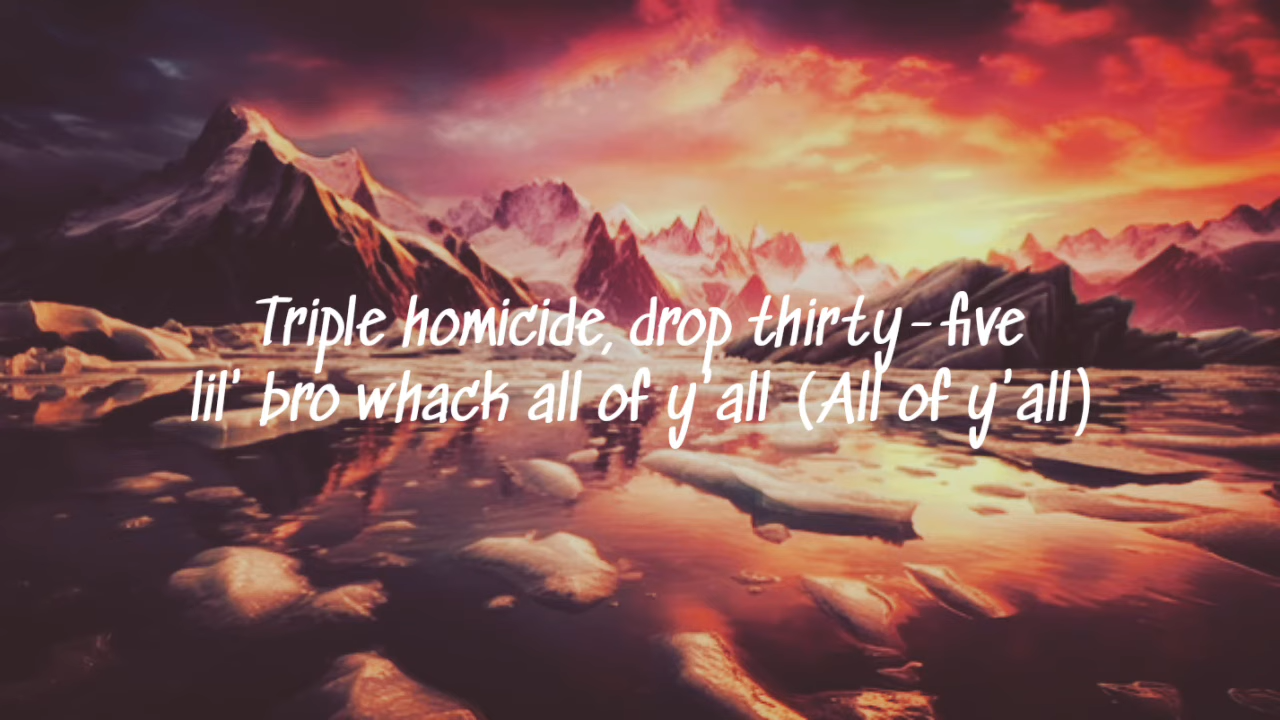 Triple homicide, drop thirty-five
lil' bro whack all of y'all (All of y'all)